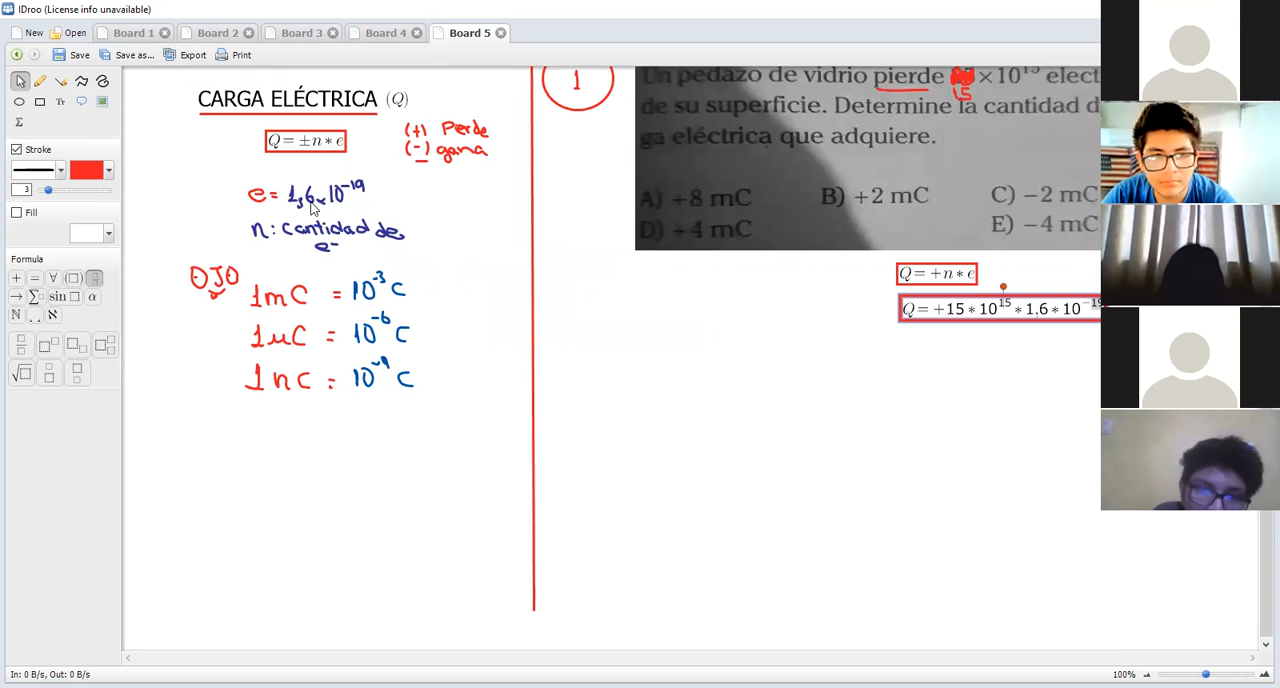 IDroo (License info unavailable)
New Open Board 1 Board 2 Board 3 Board 4 Board 5
Save Save as... Export Print
Tr
Σ
Stroke
3
Fill
Formula
+ = ∀ (□)
→ Σ sin □ α
ℕ ℵ
CARGA ELÉCTRICA (Q)
Q = ±n * e
(+) Pierde
(-) gana
e = 1,6 x 10⁻¹⁹
n: cantidad de
e⁻
OJO
1mC = 10⁻³ C
1μC = 10⁻⁶ C
1nC = 10⁻⁹ C
1
Un pedazo de vidrio pierde ×10¹⁵ elect
15
de su superficie. Determine la cantidad d
ga eléctrica que adquiere.
A) +8 mC B) +2 mC C) −2 mC
D) +4 mC E) −4 mC
Q = +n * e
Q = +15 * 10¹⁵ * 1,6 * 10⁻¹⁹
In: 0 B/s, Out: 0 B/s 100%